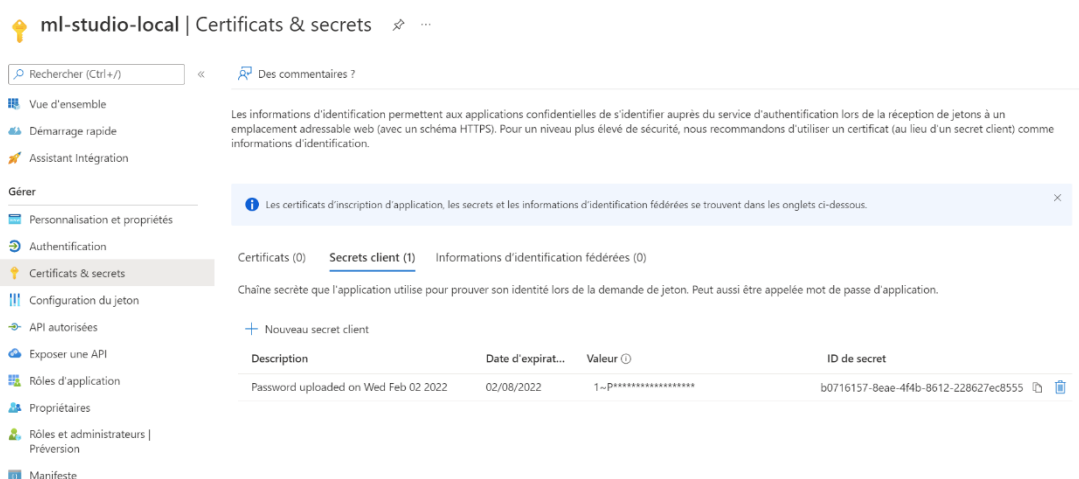 ml-studio-local | Certificats & secrets
Rechercher (Ctrl+/)
Vue d'ensemble
Démarrage rapide
Assistant Intégration
Gérer
Personnalisation et propriétés
Authentification
Certificats & secrets
Configuration du jeton
API autorisées
Exposer une API
Rôles d'application
Propriétaires
Rôles et administrateurs |
Préversion
Manifeste
Des commentaires ?
Les informations d'identification permettent aux applications confidentielles de s'identifier auprès du service d'authentification lors de la réception de jetons à un
emplacement adressable web (avec un schéma HTTPS). Pour un niveau plus élevé de sécurité, nous recommandons d'utiliser un certificat (au lieu d'un secret client) comme
informations d'identification.
Les certificats d'inscription d'application, les secrets et les informations d'identification fédérées se trouvent dans les onglets ci-dessous.
Certificats (0) Secrets client (1) Informations d'identification fédérées (0)
Chaîne secrète que l'application utilise pour prouver son identité lors de la demande de jeton. Peut aussi être appelée mot de passe d'application.
Nouveau secret client
Description Date d'expirat... Valeur ID de secret
Password uploaded on Wed Feb 02 2022 02/08/2022 1~P****************** b0716157-8eae-4f4b-8612-228627ec8555